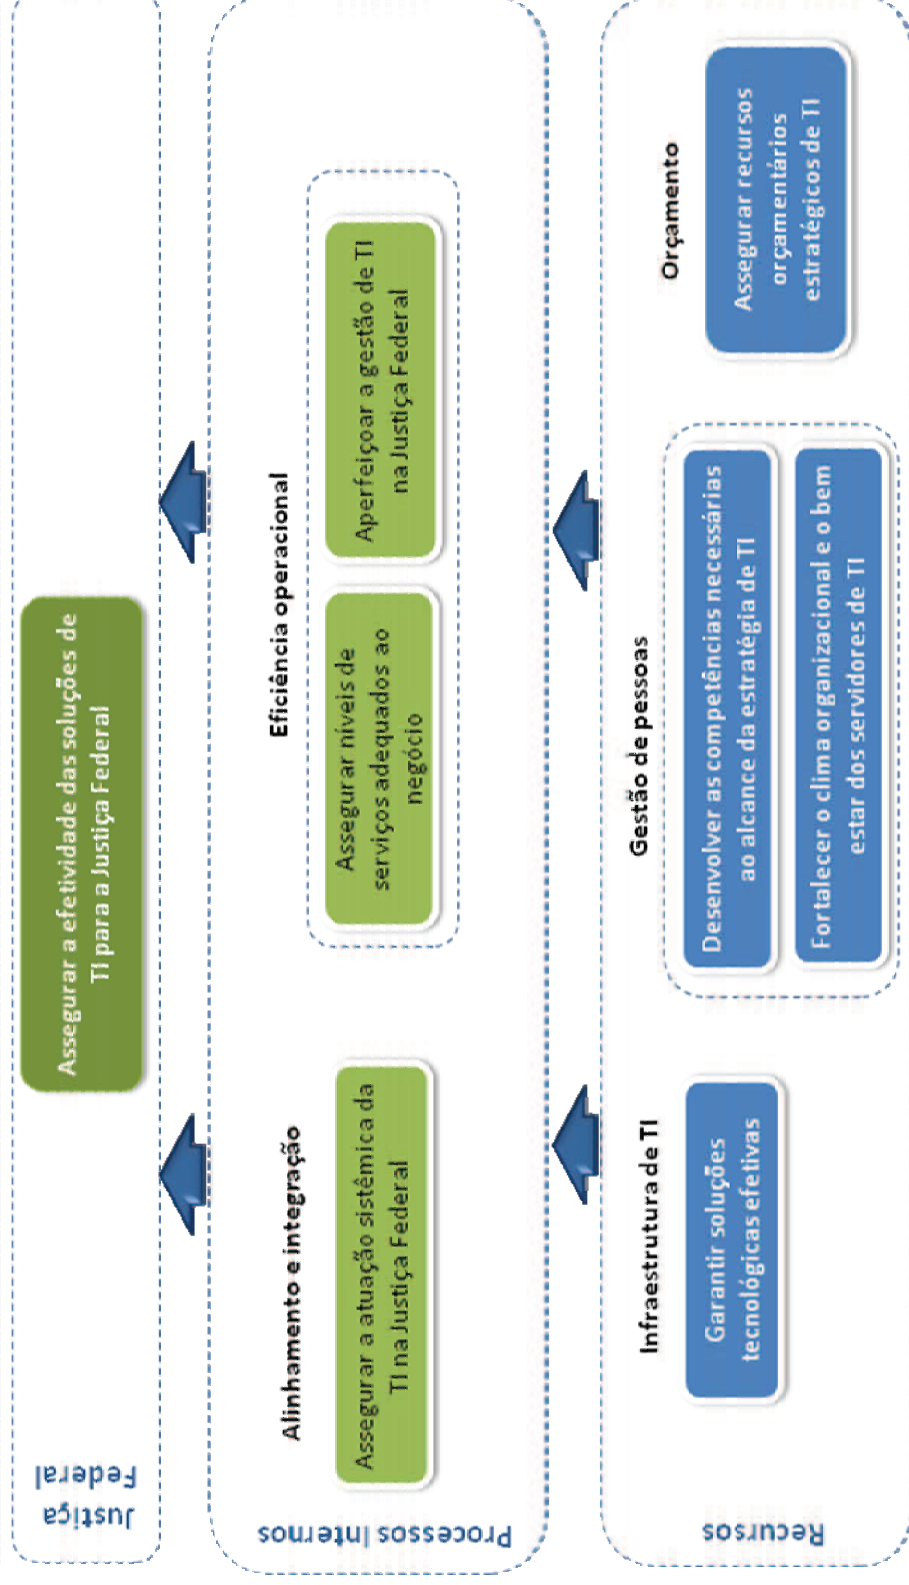 Justiça
Federal
Assegurar a efetividade das soluções de
TI para a Justiça Federal
Processos Internos
Alinhamento e integração
Assegurar a atuação sistêmica da
TI na Justiça Federal
Eficiência operacional
Assegurar níveis de
serviços adequados ao
negócio
Aperfeiçoar a gestão de TI
na Justiça Federal
Recursos
Infraestrutura de TI
Garantir soluções
tecnológicas efetivas
Gestão de pessoas
Desenvolver as competências necessárias
ao alcance da estratégia de TI
Fortalecer o clima organizacional e o bem
estar dos servidores de TI
Orçamento
Assegurar recursos
orçamentários
estratégicos de TI